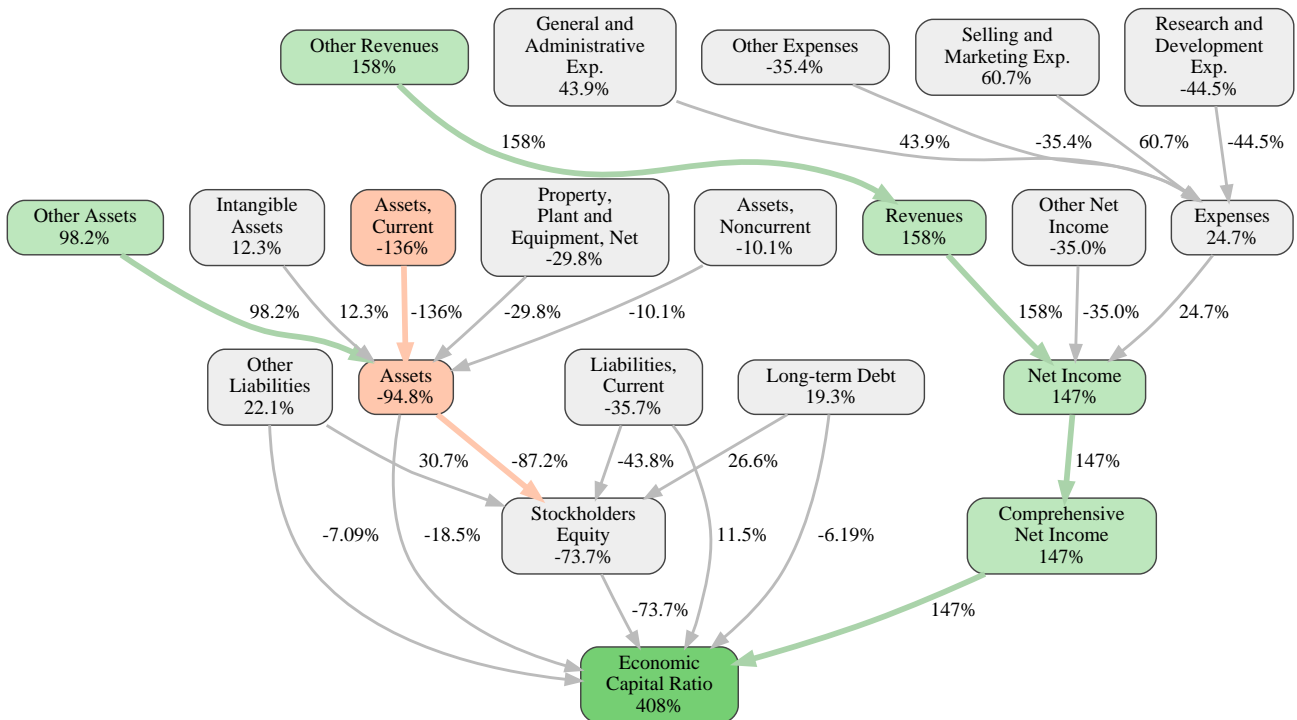 Other Revenues
158%
General and
Administrative
Exp.
43.9%
Other Expenses
-35.4%
Selling and
Marketing Exp.
60.7%
Research and
Development
Exp.
-44.5%
158%
43.9%
-35.4%
60.7%
-44.5%
Other Assets
98.2%
Intangible
Assets
12.3%
Assets,
Current
-136%
Property,
Plant and
Equipment, Net
-29.8%
Assets,
Noncurrent
-10.1%
Revenues
158%
Other Net
Income
-35.0%
Expenses
24.7%
98.2%
12.3%
-136%
-29.8%
-10.1%
158%
-35.0%
24.7%
Other
Liabilities
22.1%
Assets
-94.8%
Liabilities,
Current
-35.7%
Long-term Debt
19.3%
Net Income
147%
30.7%
-87.2%
-43.8%
26.6%
147%
Stockholders
Equity
-73.7%
Comprehensive
Net Income
147%
-7.09%
-18.5%
11.5%
-6.19%
-73.7%
147%
Economic
Capital Ratio
408%